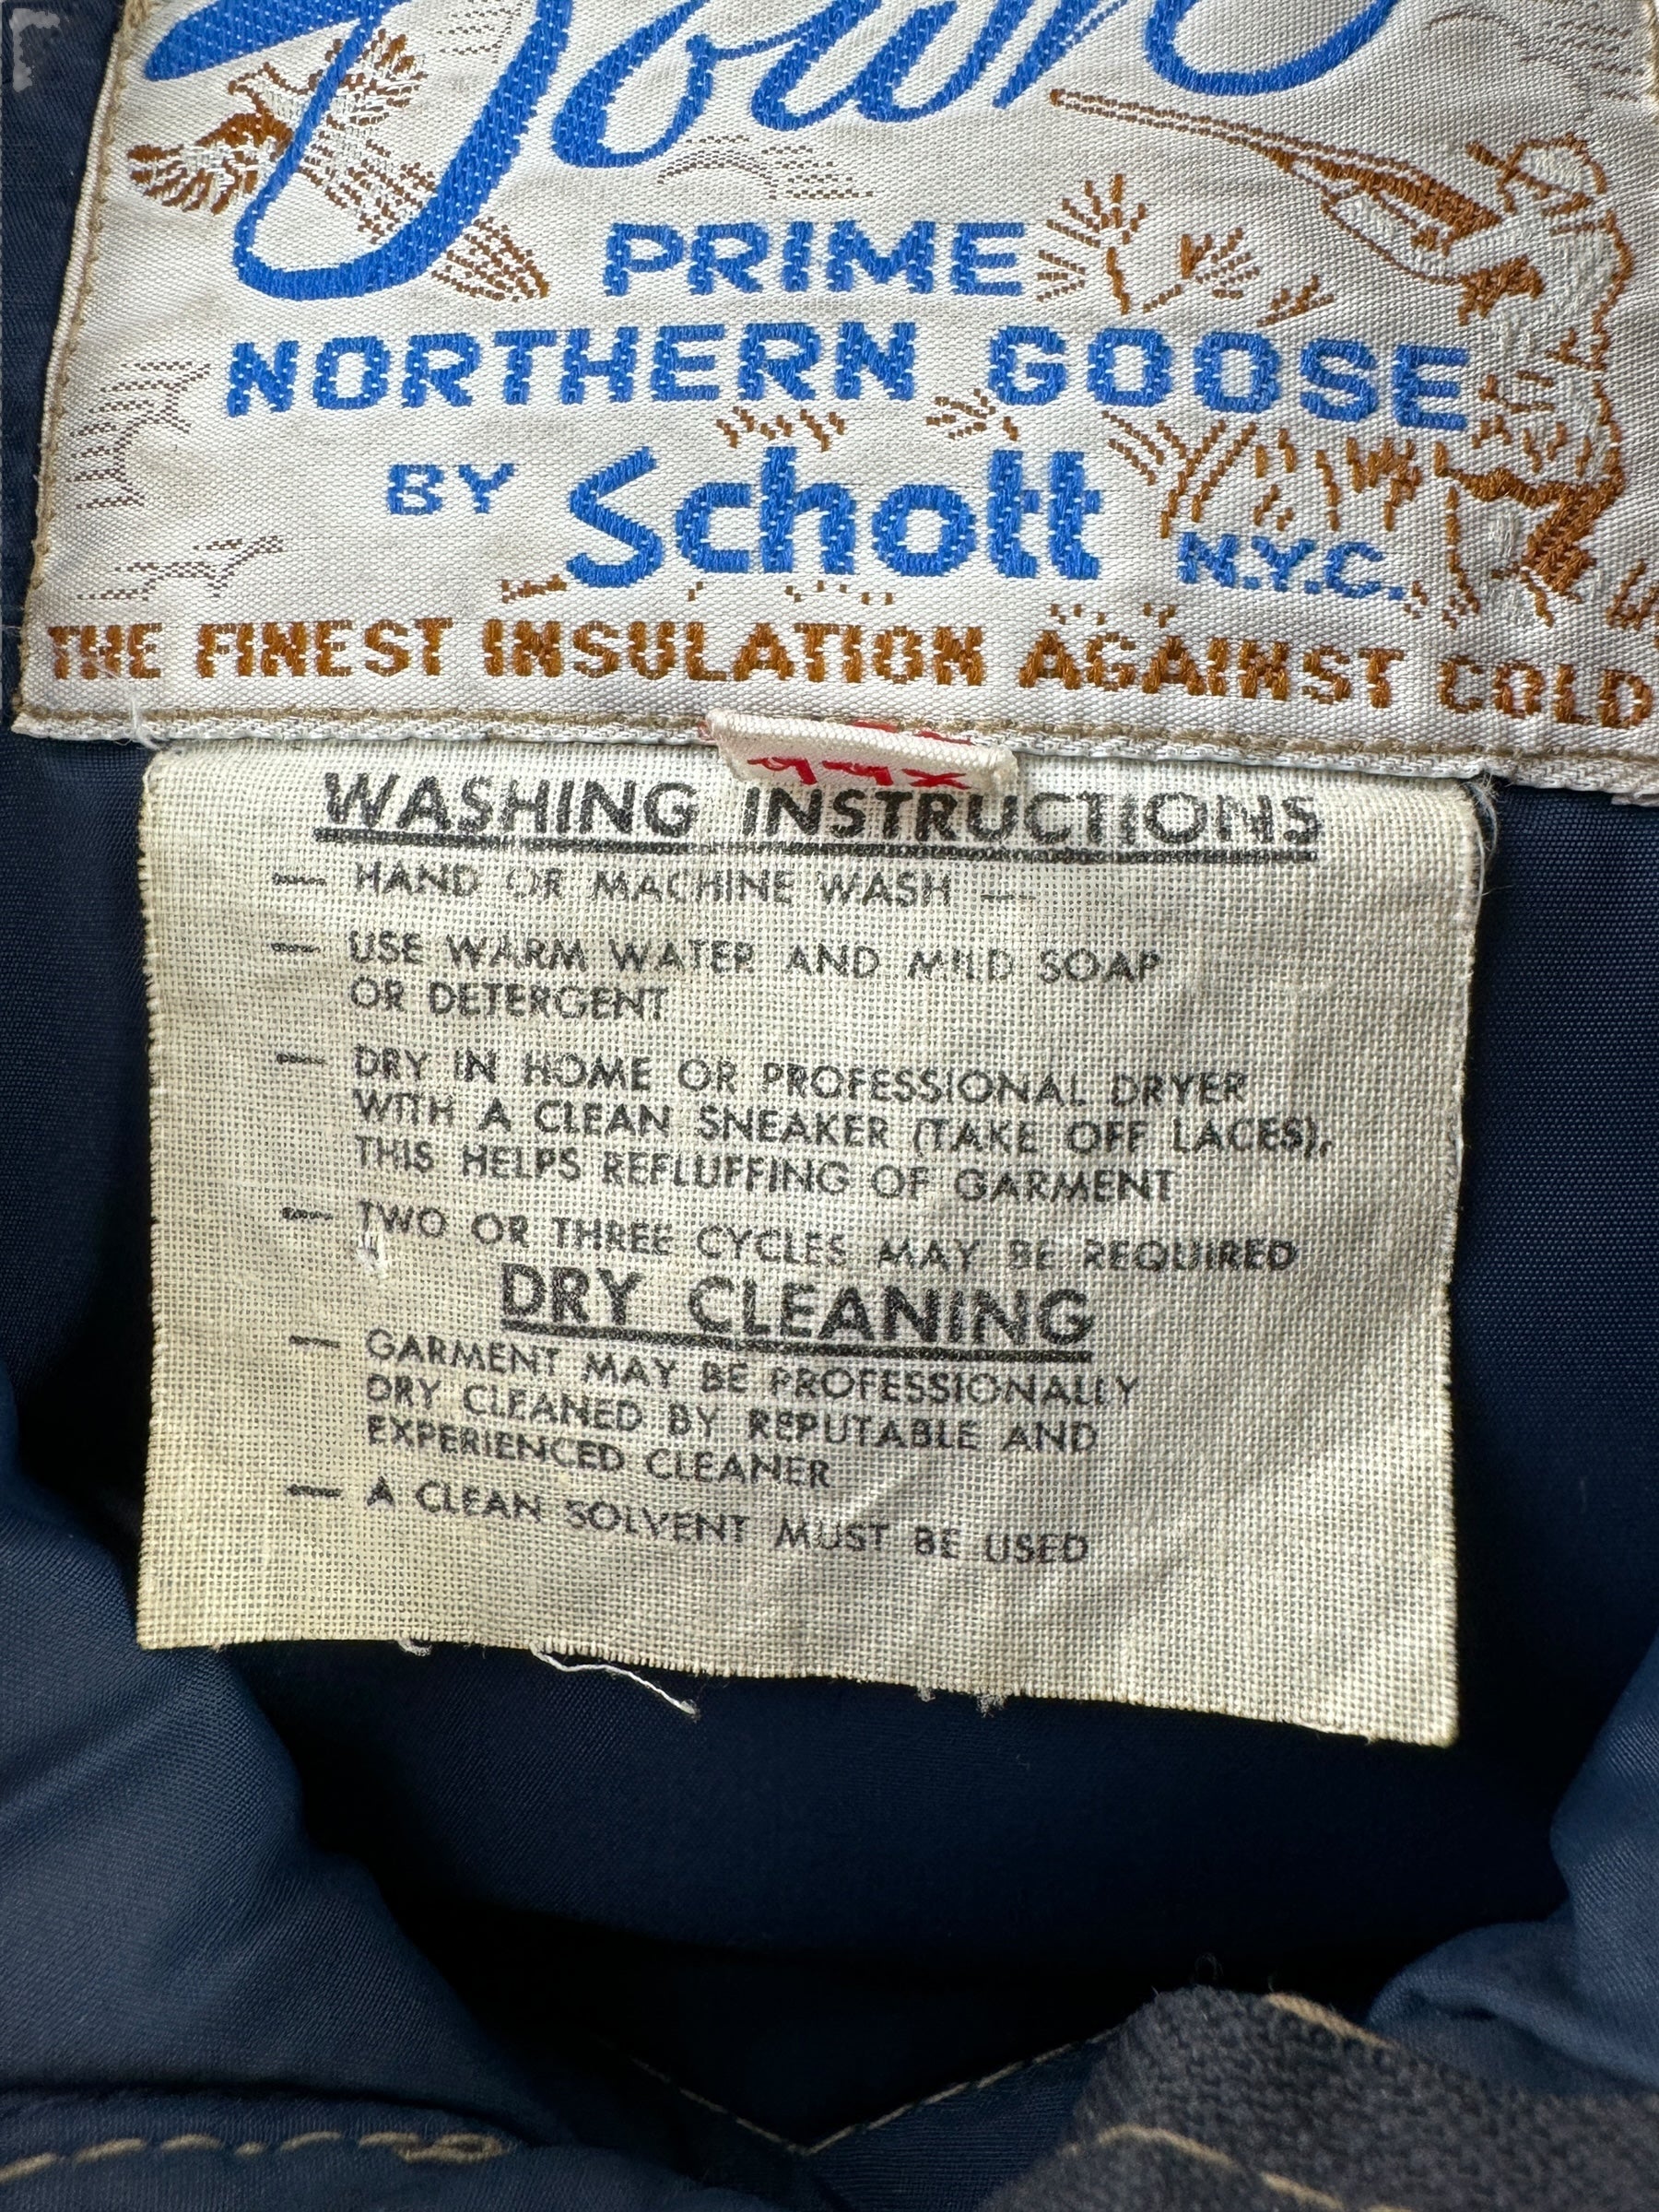 Down
PRIME
NORTHERN GOOSE
BY Schott N.Y.C.
THE FINEST INSULATION AGAINST COLD
WASHING INSTRUCTIONS
— HAND OR MACHINE WASH —
— USE WARM WATER AND MILD SOAP
OR DETERGENT
— DRY IN HOME OR PROFESSIONAL DRYER
WITH A CLEAN SNEAKER (TAKE OFF LACES),
THIS HELPS REFLUFFING OF GARMENT
— TWO OR THREE CYCLES MAY BE REQUIRED
DRY CLEANING
— GARMENT MAY BE PROFESSIONALLY
DRY CLEANED BY REPUTABLE AND
EXPERIENCED CLEANER
— A CLEAN SOLVENT MUST BE USED